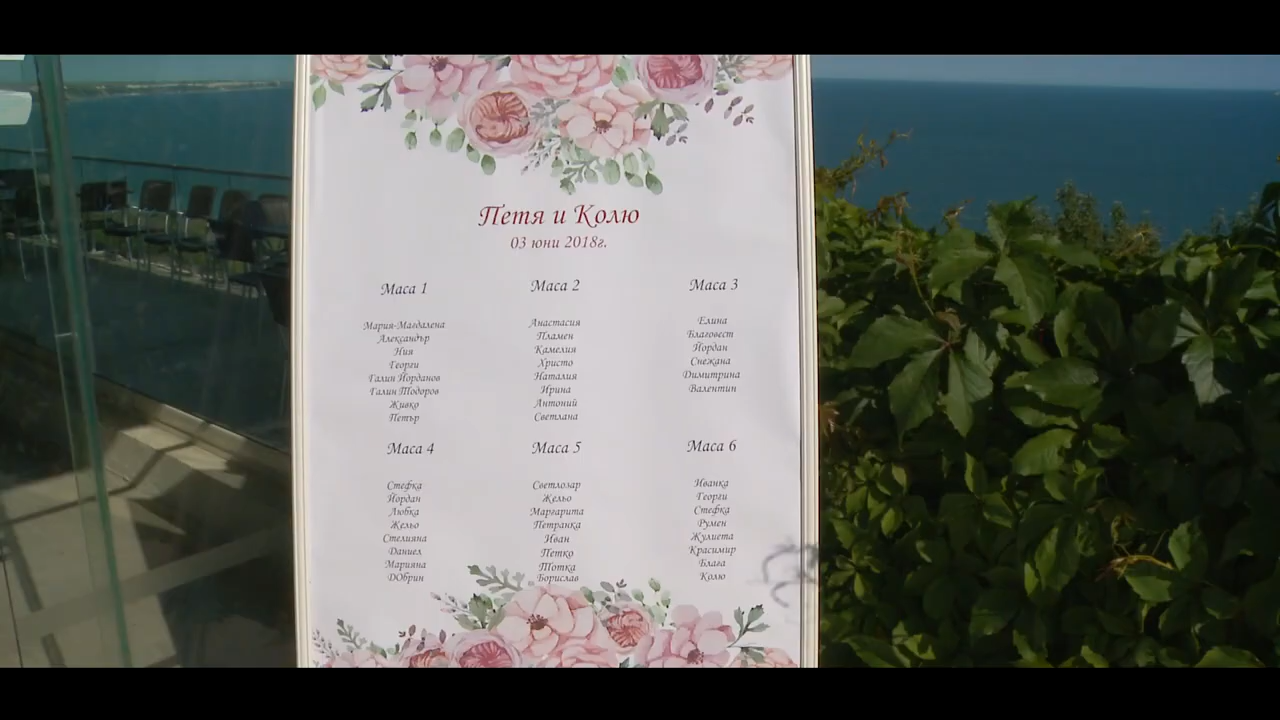 Петя и Колю
03 юни 2018г.
Маса 1
Мария-Магдалена
Александър
Ния
Георги
Галин Йорданов
Галин Тодоров
Живко
Петър
Маса 2
Анастасия
Пламен
Камелия
Христо
Наталия
Ирина
Антоний
Светлана
Маса 3
Елина
Благовест
Йордан
Снежана
Димитрина
Валентин
Маса 4
Стефка
Йордан
Любка
Жельо
Стелияна
Даниел
Марияна
ДОбрин
Маса 5
Светлозар
Жельо
Маргарита
Петранка
Иван
Петко
Тотка
Борислав
Маса 6
Иванка
Георги
Стефка
Румен
Жулиета
Красимир
Блага
Колю